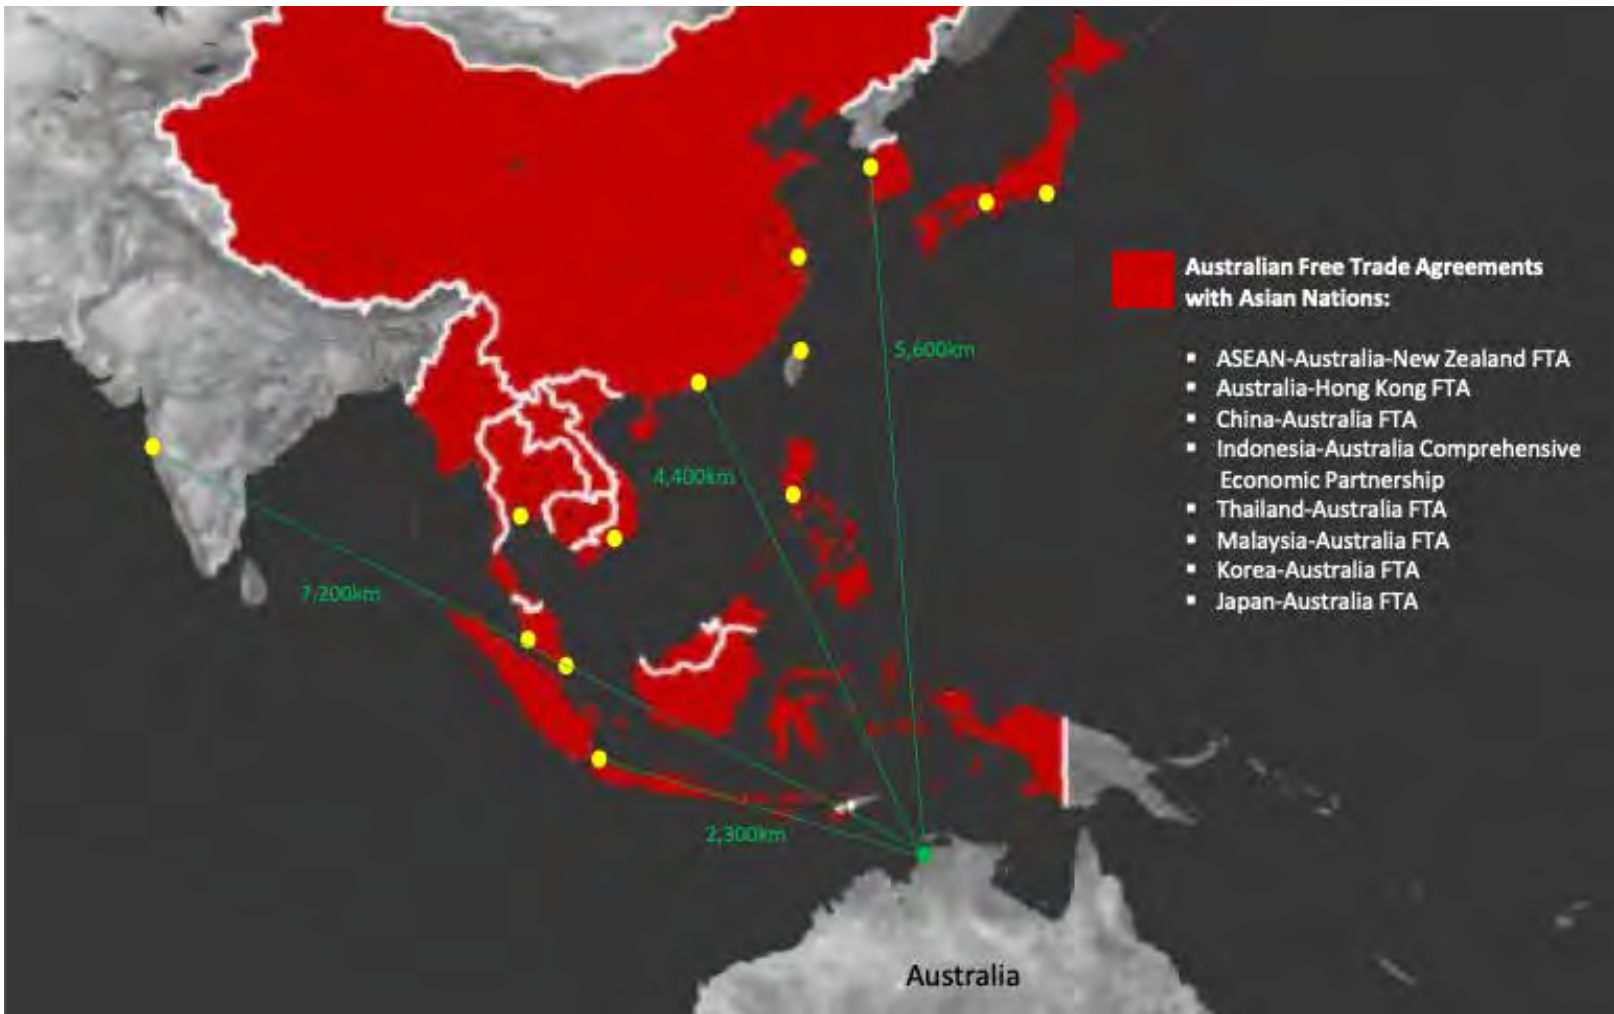 Australian Free Trade Agreements
with Asian Nations:
▪ ASEAN-Australia-New Zealand FTA
▪ Australia-Hong Kong FTA
▪ China-Australia FTA
▪ Indonesia-Australia Comprehensive
Economic Partnership
▪ Thailand-Australia FTA
▪ Malaysia-Australia FTA
▪ Korea-Australia FTA
▪ Japan-Australia FTA
5,600km
4,400km
7,200km
2,300km
Australia